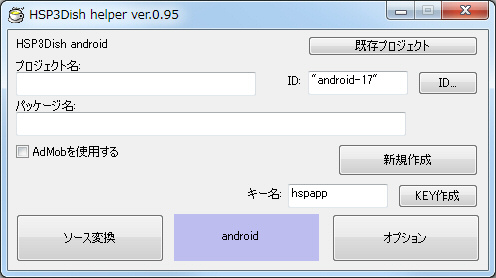 HSP3Dish helper ver.0.95
HSP3Dish android
既存プロジェクト
プロジェクト名:
ID: "android-17" ID...
パッケージ名:
AdMobを使用する
新規作成
キー名: hspapp KEY作成
ソース変換 android オプション